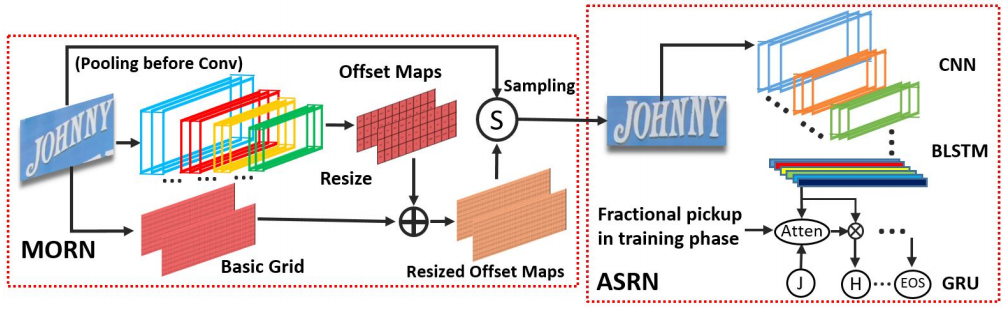 (Pooling before Conv)
Offset Maps
JOHNNY
Resize
Sampling
S
Basic Grid
Resized Offset Maps
MORN
JOHNNY
CNN
BLSTM
Fractional pickup
in training phase
Atten
J
H
EOS
GRU
ASRN